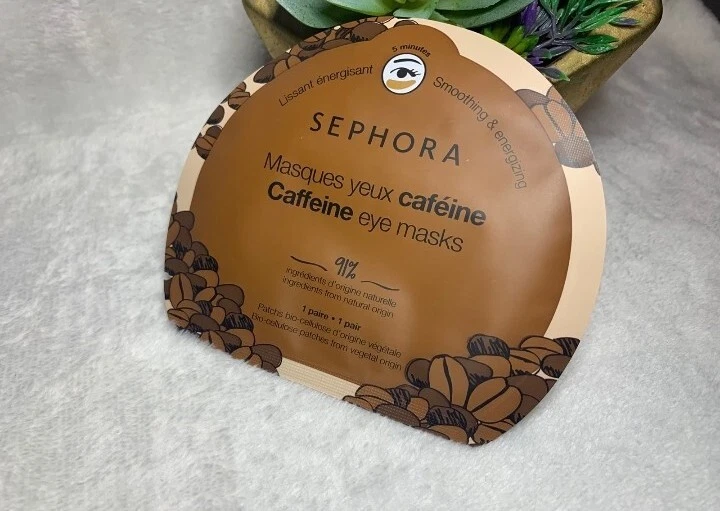 5 minutes
Lissant énergisant
Smoothing & energizing
SEPHORA
Masques yeux caféine
Caffeine eye masks
91%
ingrédients d'origine naturelle
ingredients from natural origin
1 paire • 1 pair
Patchs bio-cellulose d'origine végétale
Bio-cellulose patches from vegetal origin